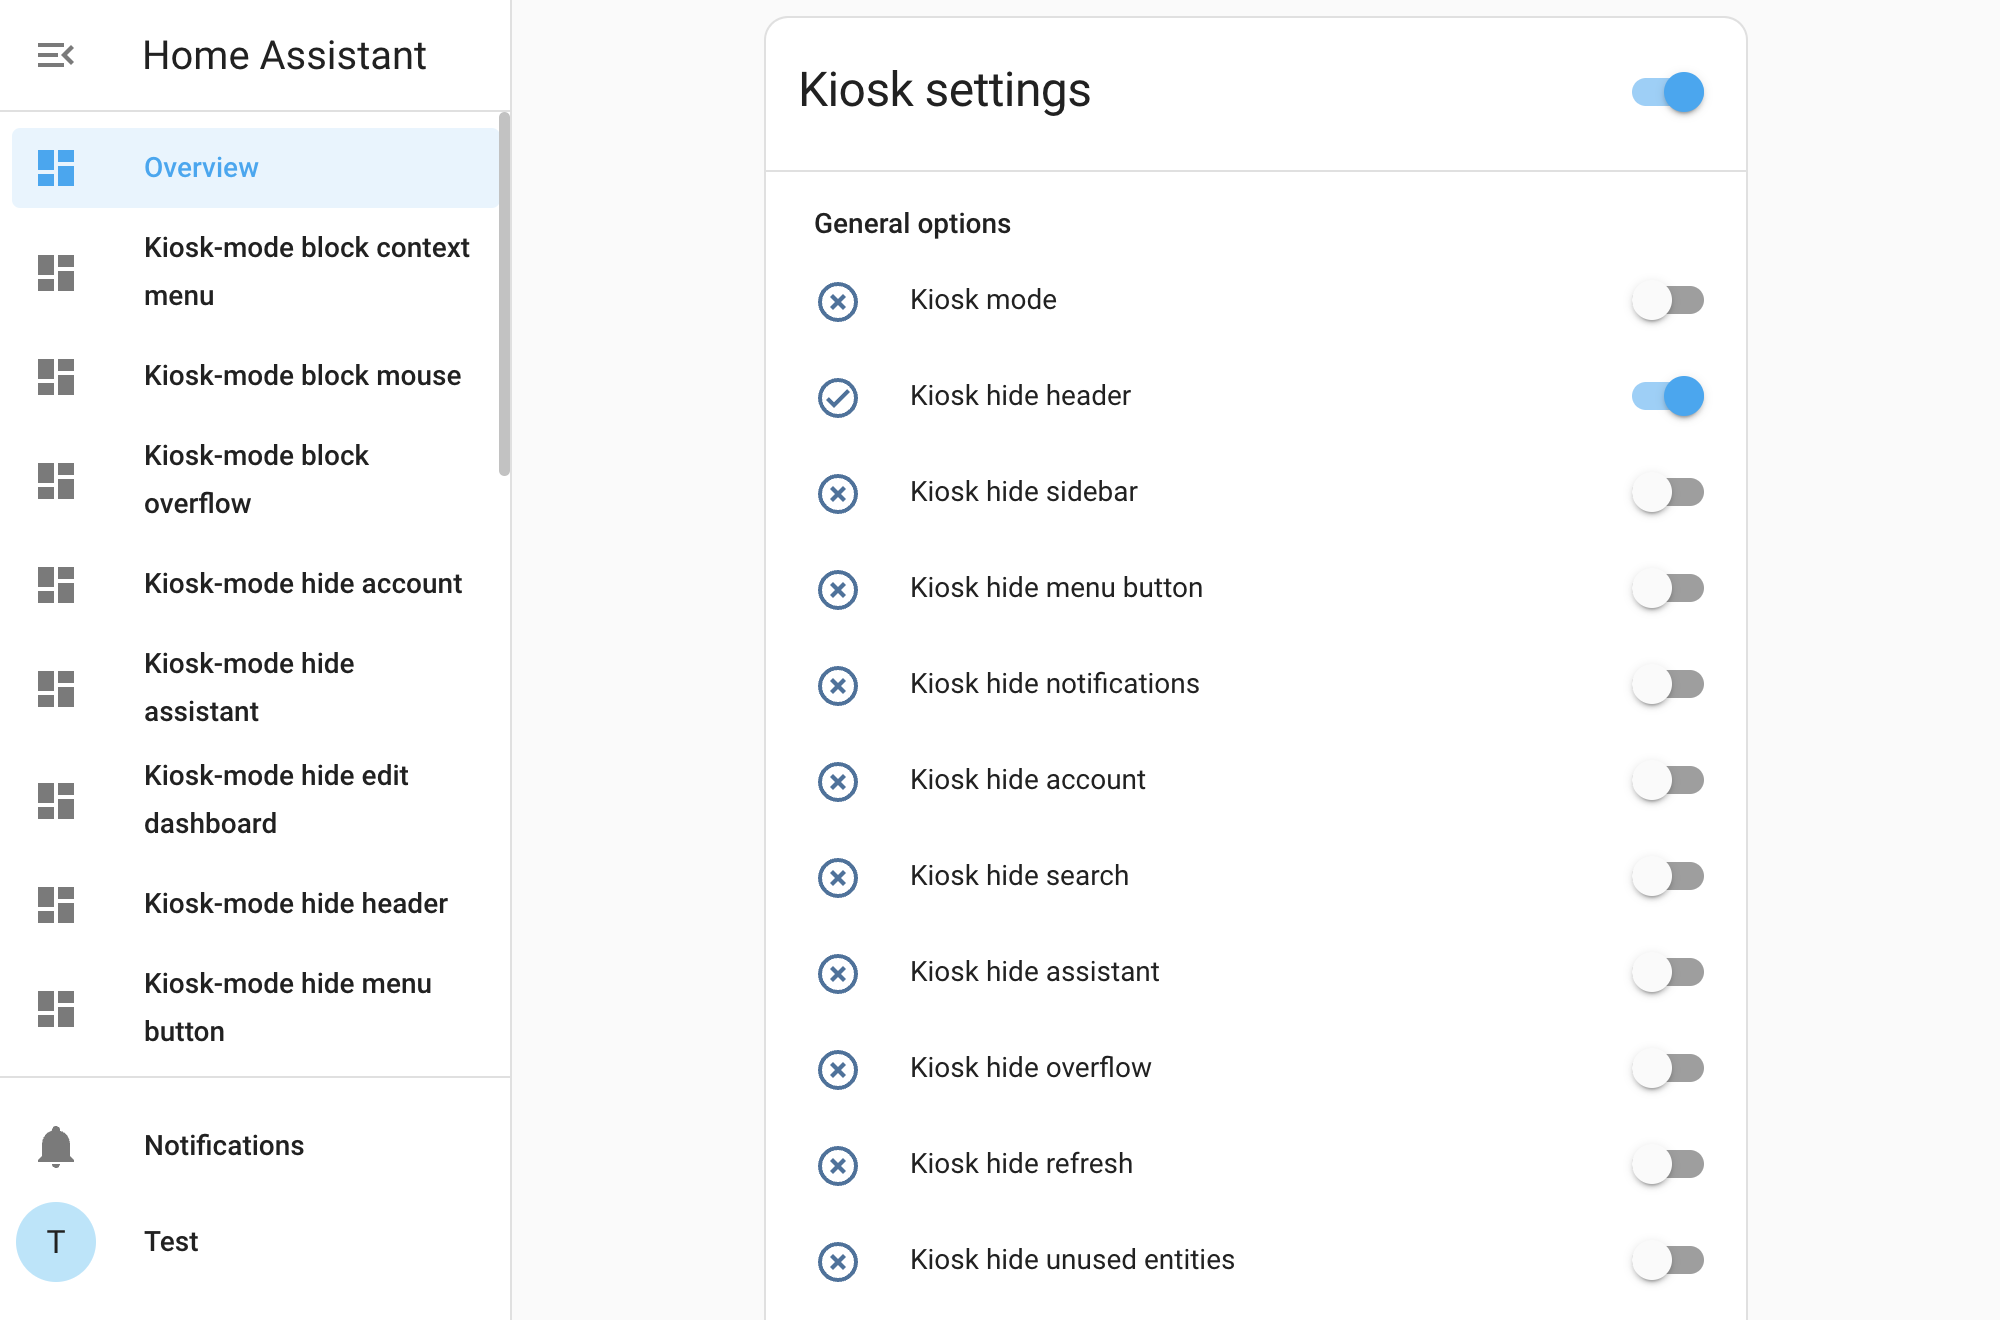 Home Assistant
Overview
Kiosk-mode block context
menu
Kiosk-mode block mouse
Kiosk-mode block
overflow
Kiosk-mode hide account
Kiosk-mode hide
assistant
Kiosk-mode hide edit
dashboard
Kiosk-mode hide header
Kiosk-mode hide menu
button
Notifications
T
Test
Kiosk settings
General options
Kiosk mode
Kiosk hide header
Kiosk hide sidebar
Kiosk hide menu button
Kiosk hide notifications
Kiosk hide account
Kiosk hide search
Kiosk hide assistant
Kiosk hide overflow
Kiosk hide refresh
Kiosk hide unused entities